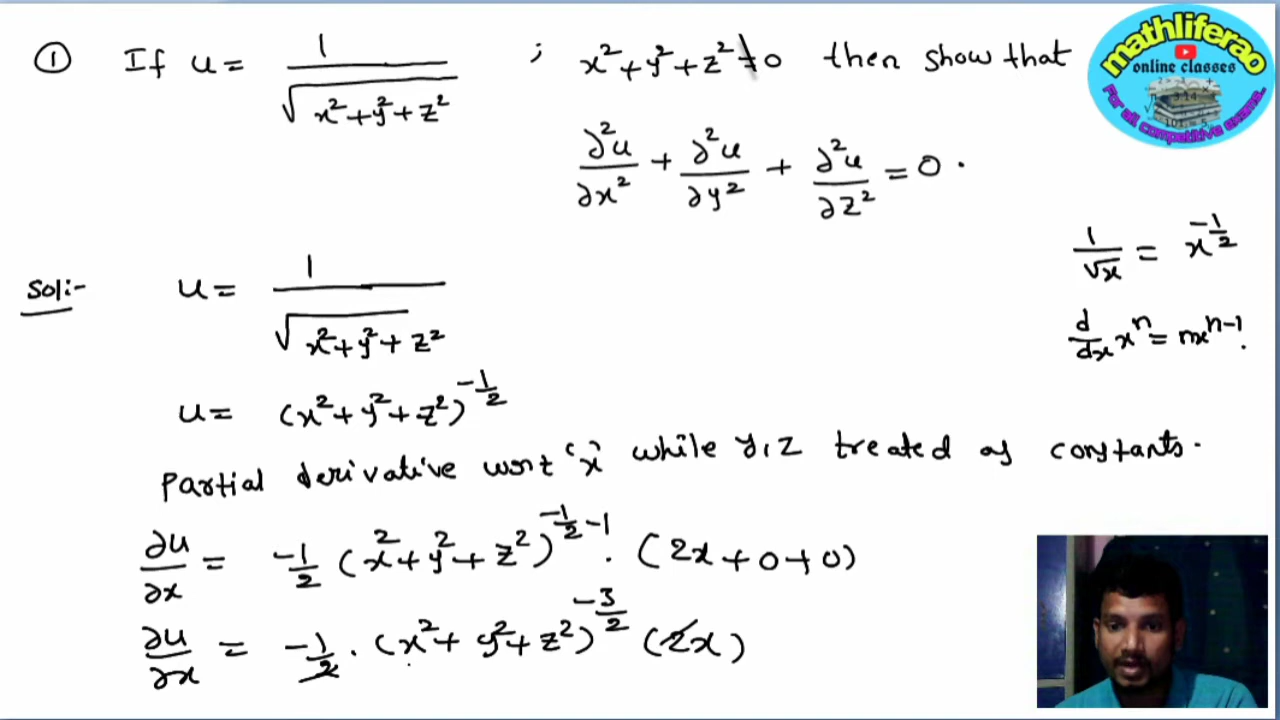 ① If u = 1/√(x²+y²+z²) ; x²+y²+z² ≠ 0 then show that
∂²u/∂x² + ∂²u/∂y² + ∂²u/∂z² = 0.
mathliferao
online classes
For all competitive exams..
1/√x = x^(-1/2)
d/dx xⁿ = nxⁿ⁻¹.
Sol:- u = 1/√(x²+y²+z²)
u = (x²+y²+z²)^(-1/2)
Partial derivative w.r.t 'x' while y, z treated as constants.
∂u/∂x = -1/2 (x²+y²+z²)^(-1/2-1) . (2x+0+0)
∂u/∂x = -1/2 . (x²+y²+z²)^(-3/2) (2x)